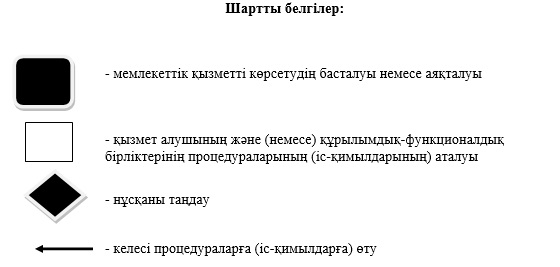 Шартты белгілер:
- мемлекеттік қызметті көрсетудің басталуы немесе аяқталуы
- қызмет алушының және (немесе) құрылымдық-функционалдық
бірліктерінің процедураларының (іс-қимылдарының) аталуы
- нұсқаны таңдау
- келесі процедураларға (іс-қимылдарға) өту